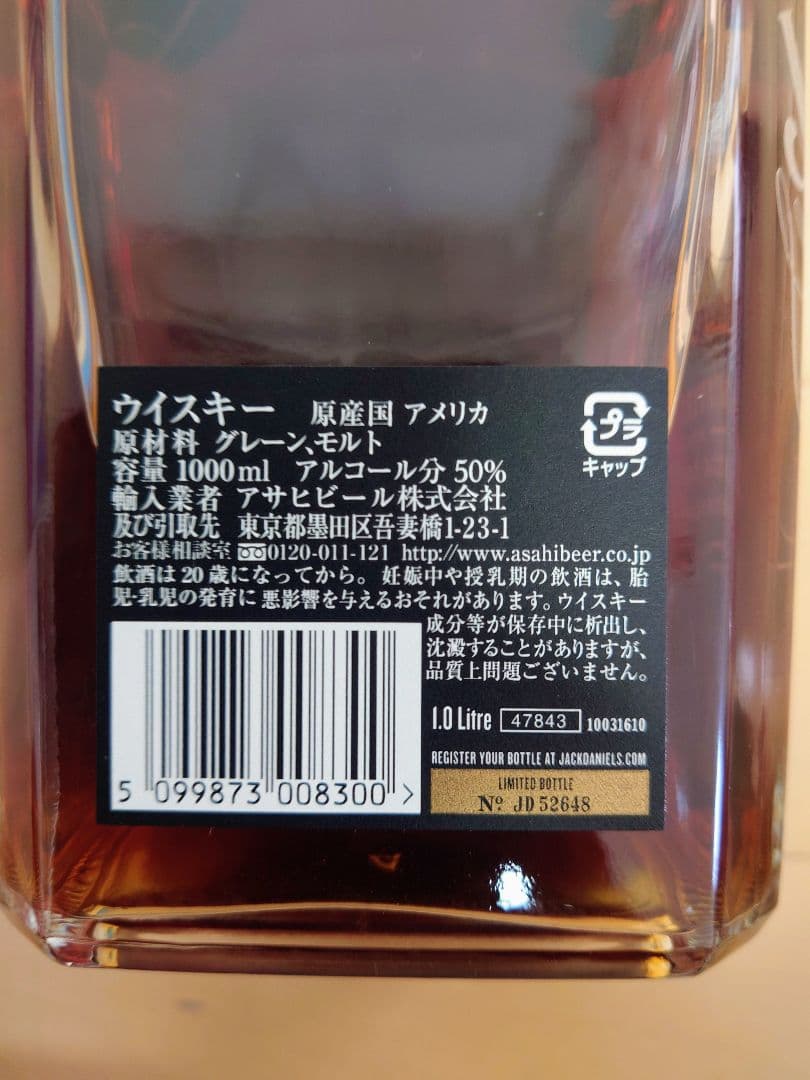 ウイスキー 原産国 アメリカ
原材料 グレーン、モルト
容量 1000ml アルコール分 50%
輸入業者 アサヒビール株式会社
及び引取先 東京都墨田区吾妻橋1-23-1
お客様相談室 0120-011-121 http://www.asahibeer.co.jp
飲酒は20歳になってから。妊娠中や授乳期の飲酒は、胎
児・乳児の発育に悪影響を与えるおそれがあります。ウイスキー
成分等が保存中に析出し、
沈澱することがありますが、
品質上問題ございません。
プラ
キャップ
1.0 Litre 47843 10031610
REGISTER YOUR BOTTLE AT JACKDANIELS.COM
LIMITED BOTTLE
Nº JD 52648
5 099873 008300 >